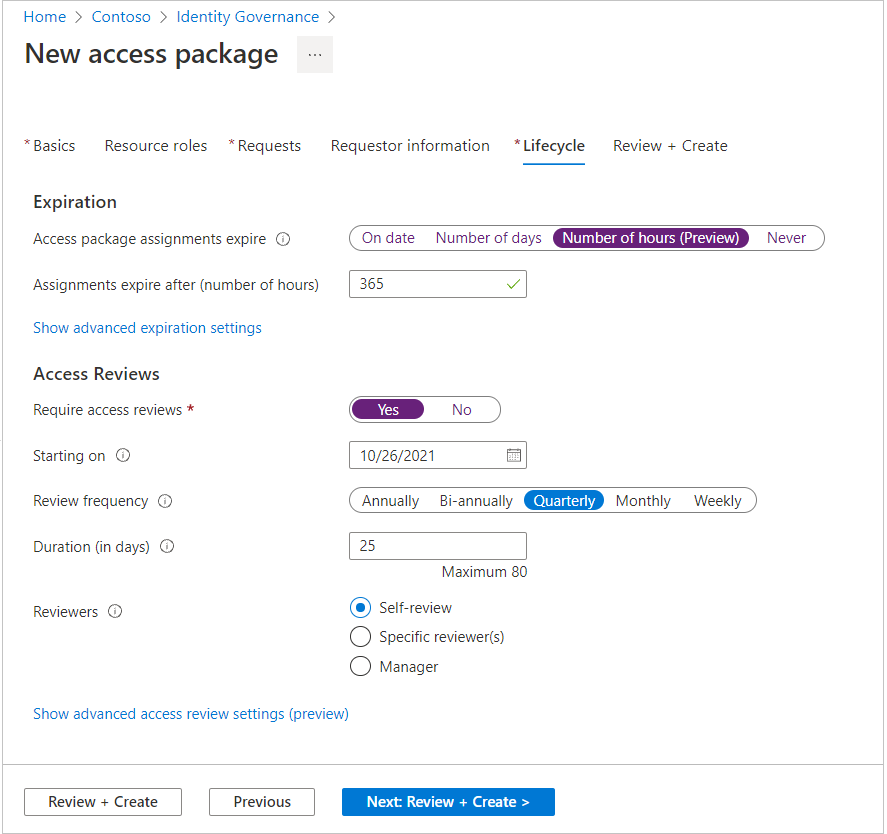 Home > Contoso > Identity Governance >
New access package ...
* Basics Resource roles * Requests Requestor information * Lifecycle Review + Create
Expiration
Access package assignments expire On date Number of days Number of hours (Preview) Never
Assignments expire after (number of hours) 365
Show advanced expiration settings
Access Reviews
Require access reviews * Yes No
Starting on 10/26/2021
Review frequency Annually Bi-annually Quarterly Monthly Weekly
Duration (in days) 25
Maximum 80
Reviewers Self-review
Specific reviewer(s)
Manager
Show advanced access review settings (preview)
Review + Create Previous Next: Review + Create >